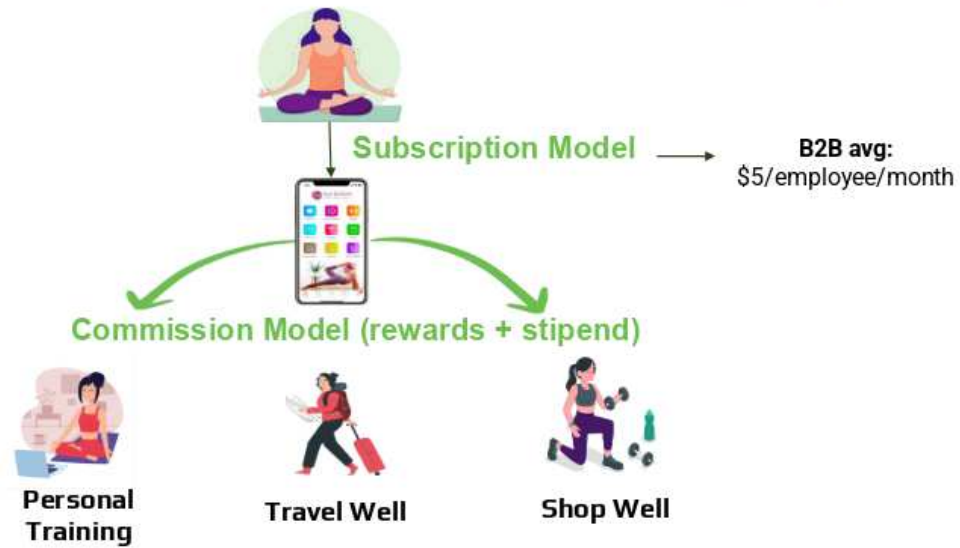 Subscription Model
B2B avg:
$5/employee/month
Commission Model (rewards + stipend)
Personal
Training
Travel Well
Shop Well